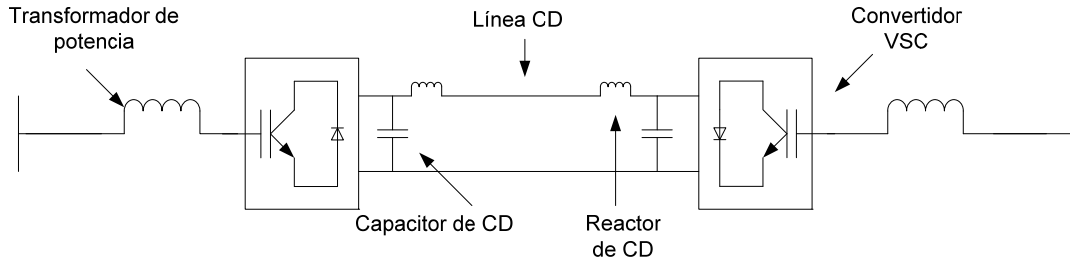 Transformador de
potencia
Línea CD
Convertidor
VSC
Capacitor de CD
Reactor
de CD